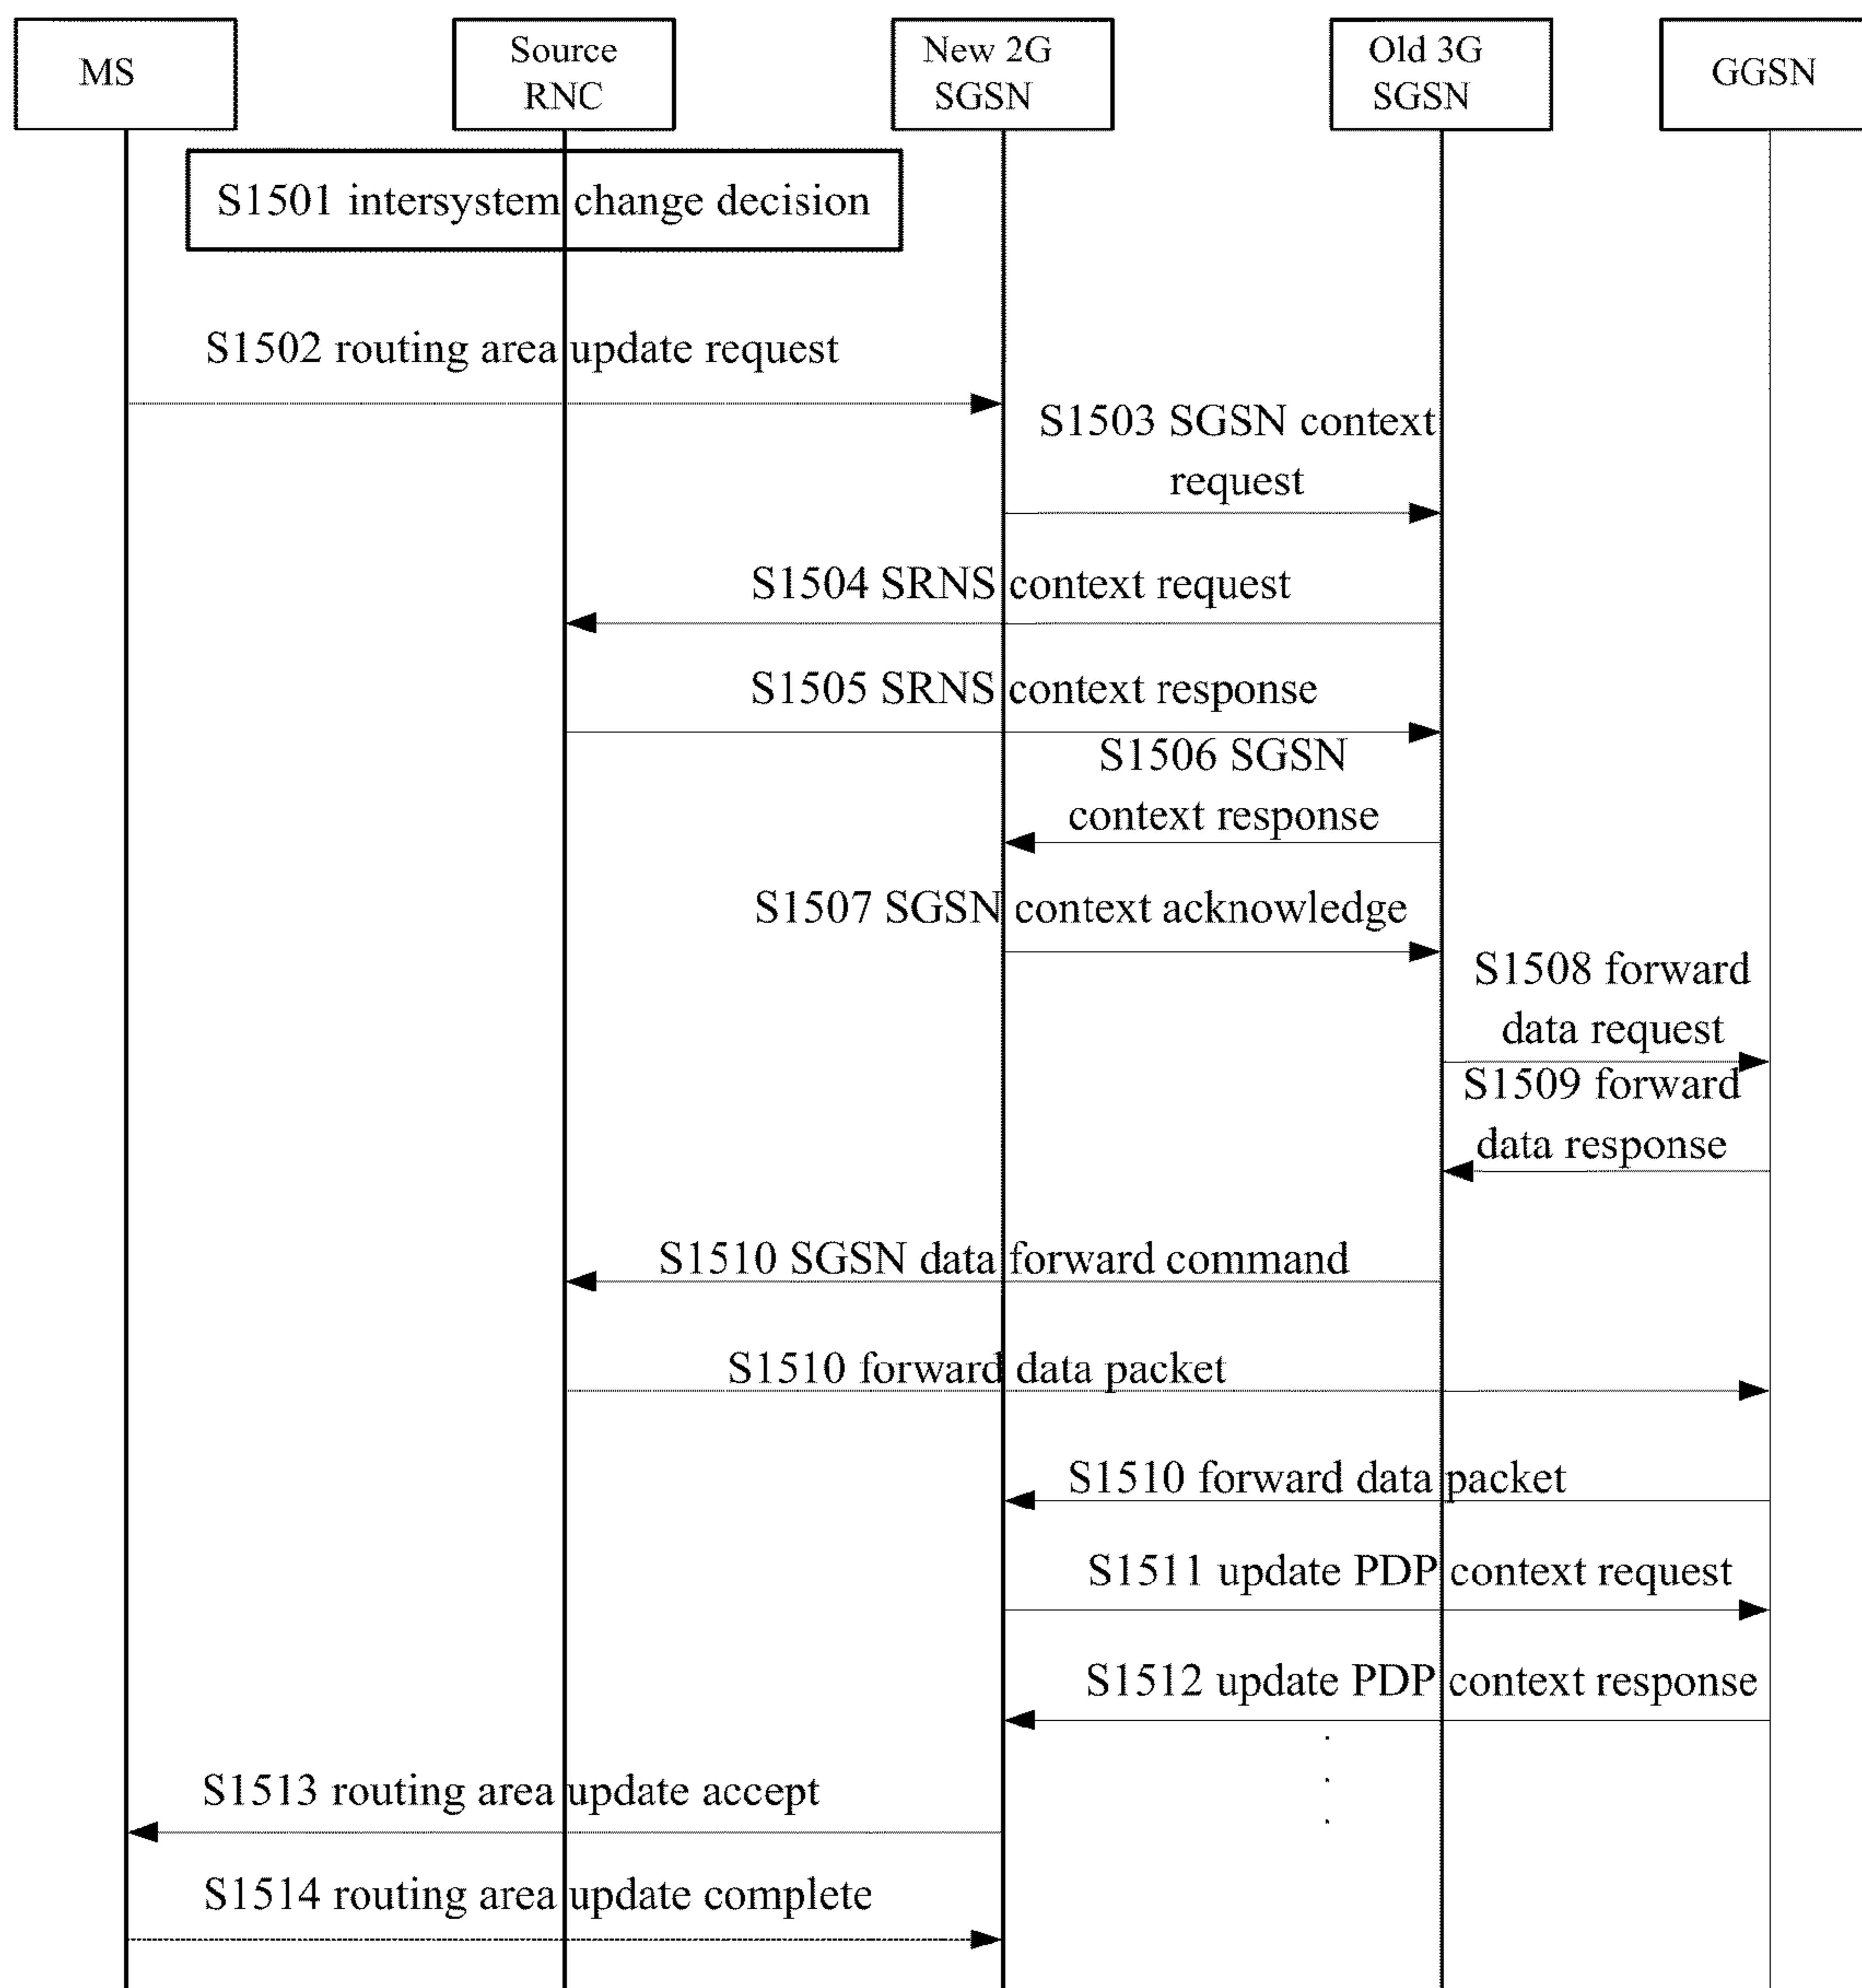 MS
Source
RNC
New 2G
SGSN
Old 3G
SGSN
GGSN
S1501 intersystem change decision
S1502 routing area update request
S1503 SGSN context
request
S1504 SRNS context request
S1505 SRNS context response
S1506 SGSN
context response
S1507 SGSN context acknowledge
S1508 forward
data request
S1509 forward
data response
S1510 SGSN data forward command
S1510 forward data packet
S1510 forward data packet
S1511 update PDP context request
S1512 update PDP context response
S1513 routing area update accept
S1514 routing area update complete